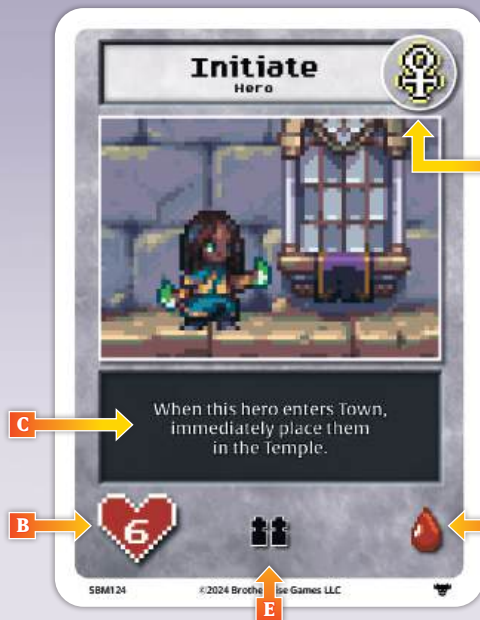 Initiate
Hero
C
When this hero enters Town,
immediately place them
in the Temple.
B
6
SBM124
©2024 Brothe
se Games LLC
E